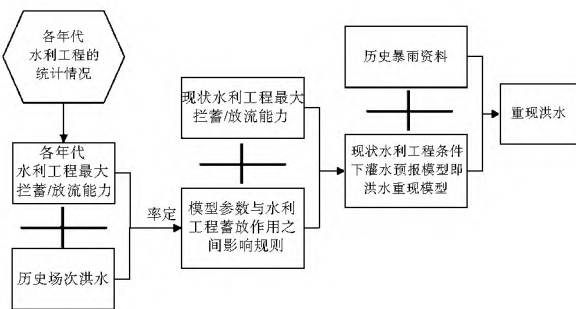 各年代
水利工程的
统计情况
各年代
水利工程最大
拦蓄/放流能力
历史场次洪水
率定
现状水利工程最大
拦蓄/放流能力
模型参数与水利
工程蓄放作用之
间影响规则
历史暴雨资料
现状水利工程条件
下灌水预报模型即
洪水重现模型
重现洪水